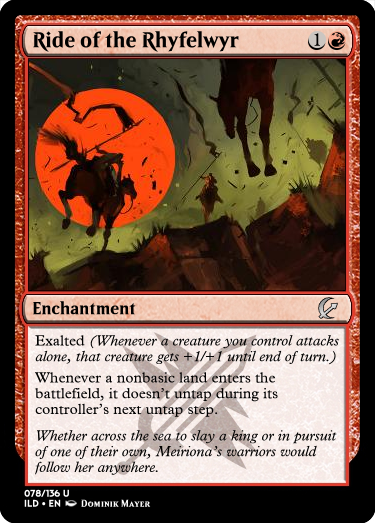 Ride of the Rhyfelwyr
1
Enchantment
Exalted (Whenever a creature you control attacks
alone, that creature gets +1/+1 until end of turn.)
Whenever a nonbasic land enters the
battlefield, it doesn't untap during its
controller's next untap step.
Whether across the sea to slay a king or in pursuit
of one of their own, Meiriona's warriors would
follow her anywhere.
078/136 U
ILD • EN Dominik Mayer